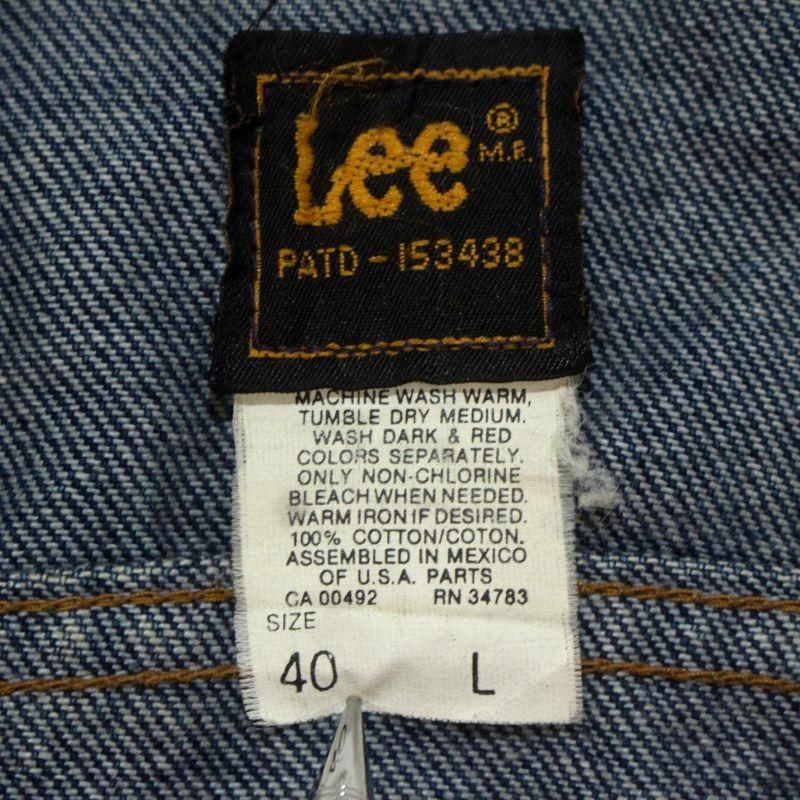 Lee ®
M.R.
PATD-153438
MACHINE WASH WARM,
TUMBLE DRY MEDIUM.
WASH DARK & RED
COLORS SEPARATELY.
ONLY NON-CHLORINE
BLEACH WHEN NEEDED.
WARM IRON IF DESIRED.
100% COTTON/COTON.
ASSEMBLED IN MEXICO
OF U.S.A. PARTS
CA 00492 RN 34783
SIZE
40 L